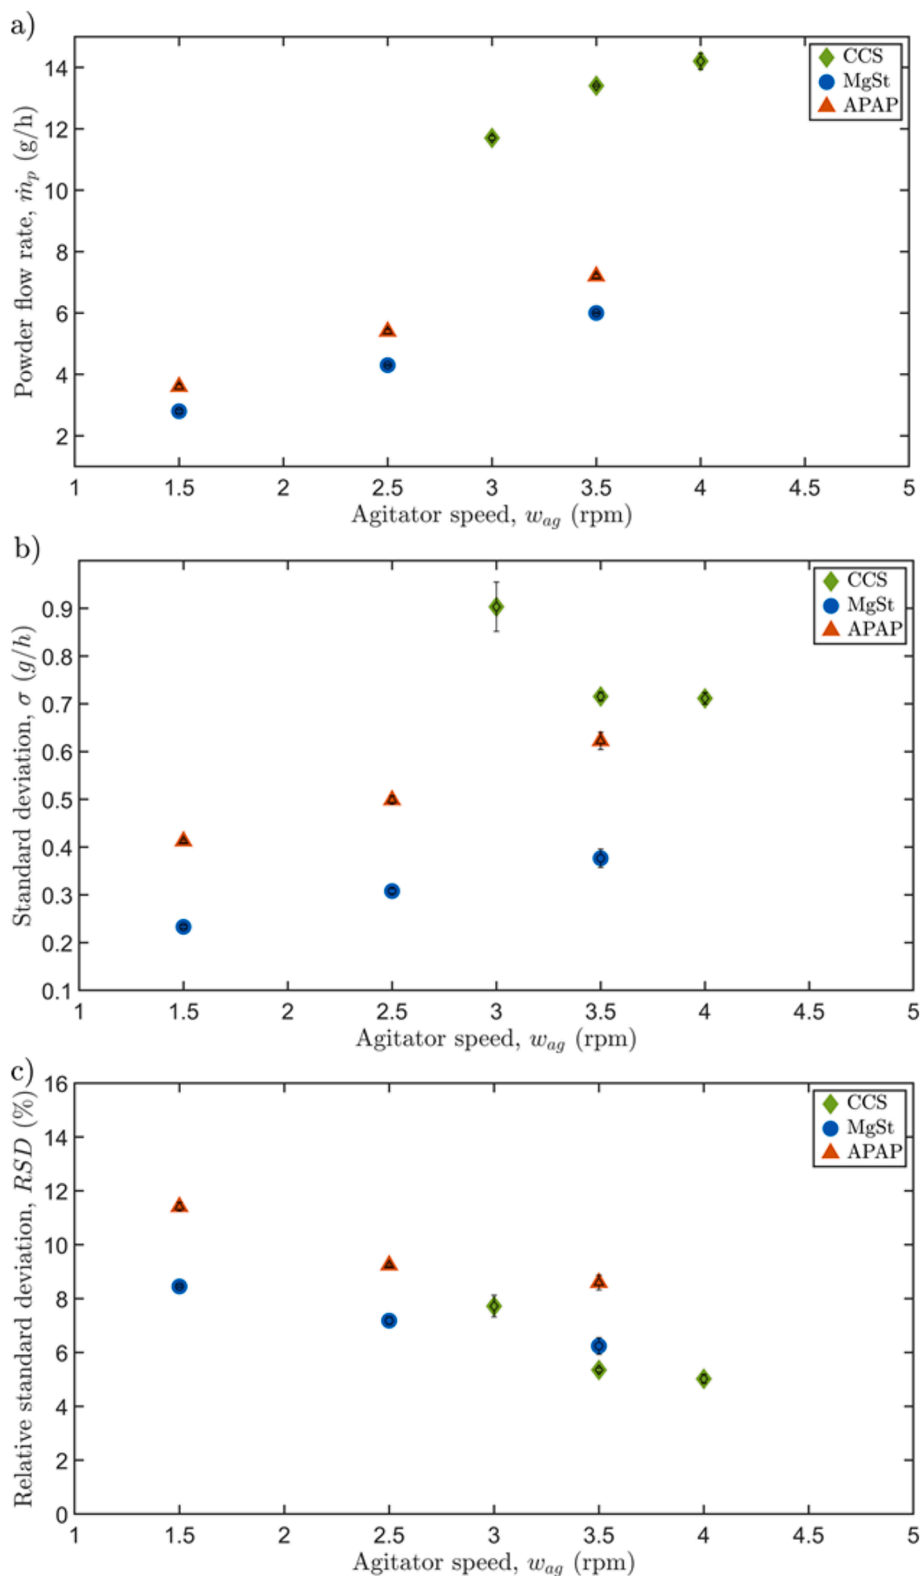 a)
14
12
10
8
6
4
2
Powder flow rate, ṁₚ (g/h)
CCS
MgSt
APAP
1 1.5 2 2.5 3 3.5 4 4.5 5
Agitator speed, w_ag (rpm)
b)
0.9
0.8
0.7
0.6
0.5
0.4
0.3
0.2
0.1
Standard deviation, σ (g/h)
CCS
MgSt
APAP
1 1.5 2 2.5 3 3.5 4 4.5 5
Agitator speed, w_ag (rpm)
c)
16
14
12
10
8
6
4
2
0
Relative standard deviation, RSD (%)
CCS
MgSt
APAP
1 1.5 2 2.5 3 3.5 4 4.5 5
Agitator speed, w_ag (rpm)